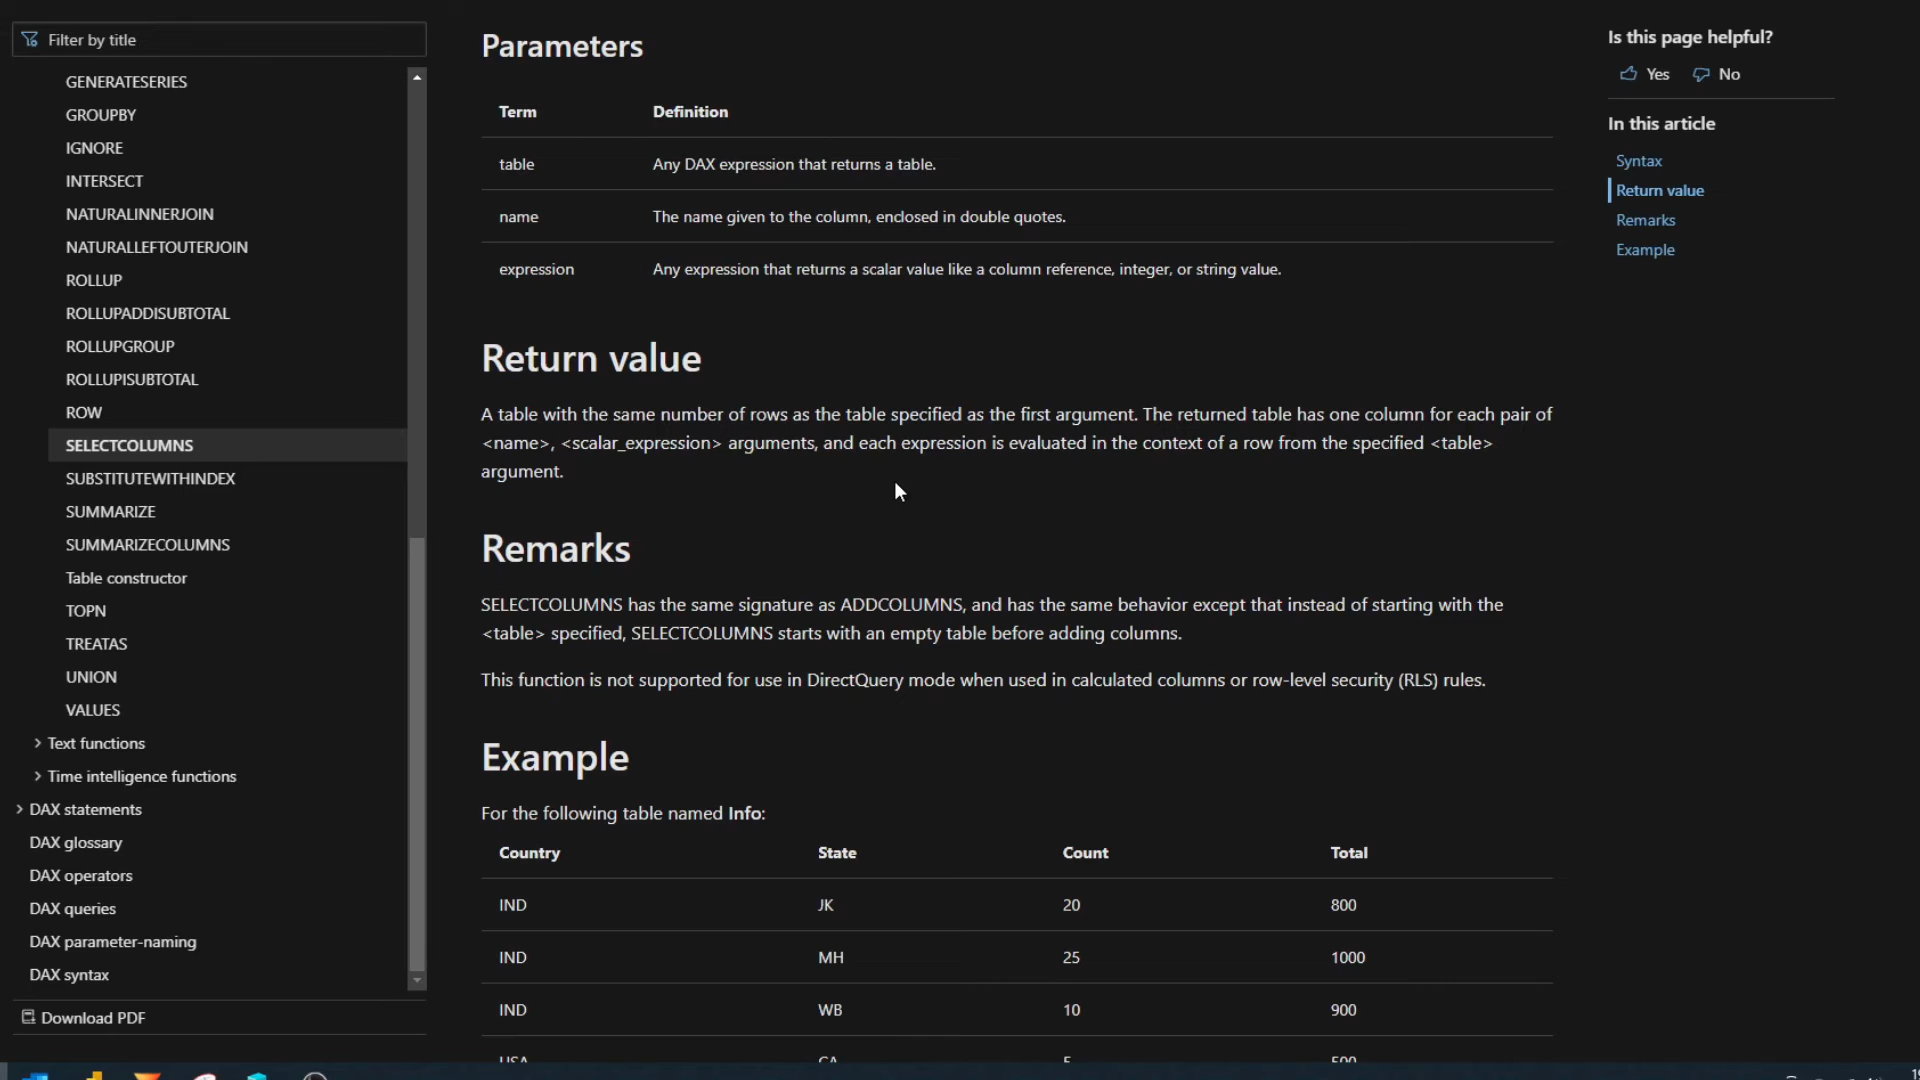 Filter by title
GENERATESERIES
GROUPBY
IGNORE
INTERSECT
NATURALINNERJOIN
NATURALLEFTOUTERJOIN
ROLLUP
ROLLUPADDISUBTOTAL
ROLLUPGROUP
ROLLUPISUBTOTAL
ROW
SELECTCOLUMNS
SUBSTITUTEWITHINDEX
SUMMARIZE
SUMMARIZECOLUMNS
Table constructor
TOPN
TREATAS
UNION
VALUES
Text functions
Time intelligence functions
DAX statements
DAX glossary
DAX operators
DAX queries
DAX parameter-naming
DAX syntax
Download PDF
Parameters
Term Definition
table Any DAX expression that returns a table.
name The name given to the column, enclosed in double quotes.
expression Any expression that returns a scalar value like a column reference, integer, or string value.
Return value
A table with the same number of rows as the table specified as the first argument. The returned table has one column for each pair of
<name>, <scalar_expression> arguments, and each expression is evaluated in the context of a row from the specified <table>
argument.
Remarks
SELECTCOLUMNS has the same signature as ADDCOLUMNS, and has the same behavior except that instead of starting with the
<table> specified, SELECTCOLUMNS starts with an empty table before adding columns.
This function is not supported for use in DirectQuery mode when used in calculated columns or row-level security (RLS) rules.
Example
For the following table named Info:
Country State Count Total
IND JK 20 800
IND MH 25 1000
IND WB 10 900
USA CA 5 500
Is this page helpful?
Yes No
In this article
Syntax
Return value
Remarks
Example